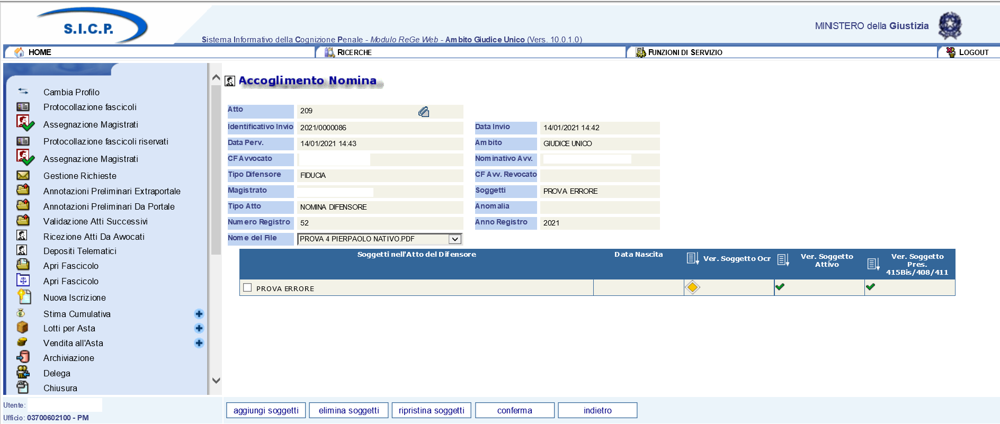 S.I.C.P.
Sistema Informativo della Cognizione Penale - Modulo ReGe Web - Ambito Giudice Unico (Vers. 10.0.1.0)
MINISTERO della Giustizia
HOME
RICERCHE
FUNZIONI DI SERVIZIO
LOGOUT
Cambia Profilo
Protocollazione fascicoli
Assegnazione Magistrati
Protocollazione fascicoli riservati
Assegnazione Magistrati
Gestione Richieste
Annotazioni Preliminari Extraportale
Annotazioni Preliminari Da Portale
Validazione Atti Successivi
Ricezione Atti Da Avvocati
Depositi Telematici
Apri Fascicolo
Apri Fascicolo
Nuova Iscrizione
Stima Cumulativa
Lotti per Asta
Vendita all'Asta
Archiviazione
Delega
Chiusura
Utente:
Ufficio: 03700602100 - PM
Accoglimento Nomina
Atto 209
Identificativo Invio 2021/0000086 Data Invio 14/01/2021 14:42
Data Perv. 14/01/2021 14:43 Ambito GIUDICE UNICO
CF Avvocato Nominativo Avv.
Tipo Difensore FIDUCIA CF Avv. Revocato
Magistrato Soggetti PROVA ERRORE
Tipo Atto NOMINA DIFENSORE Anomalia
Numero Registro 52 Anno Registro 2021
Nome del File PROVA 4 PIERPAOLO NATIVO.PDF
Soggetti nell'Atto del Difensore
Data Nascita
Ver. Soggetto Ocr
Ver. Soggetto
Attivo
Ver. Soggetto
Pres.
415Bis/408/411
PROVA ERRORE
aggiungi soggetti
elimina soggetti
ripristina soggetti
conferma
indietro